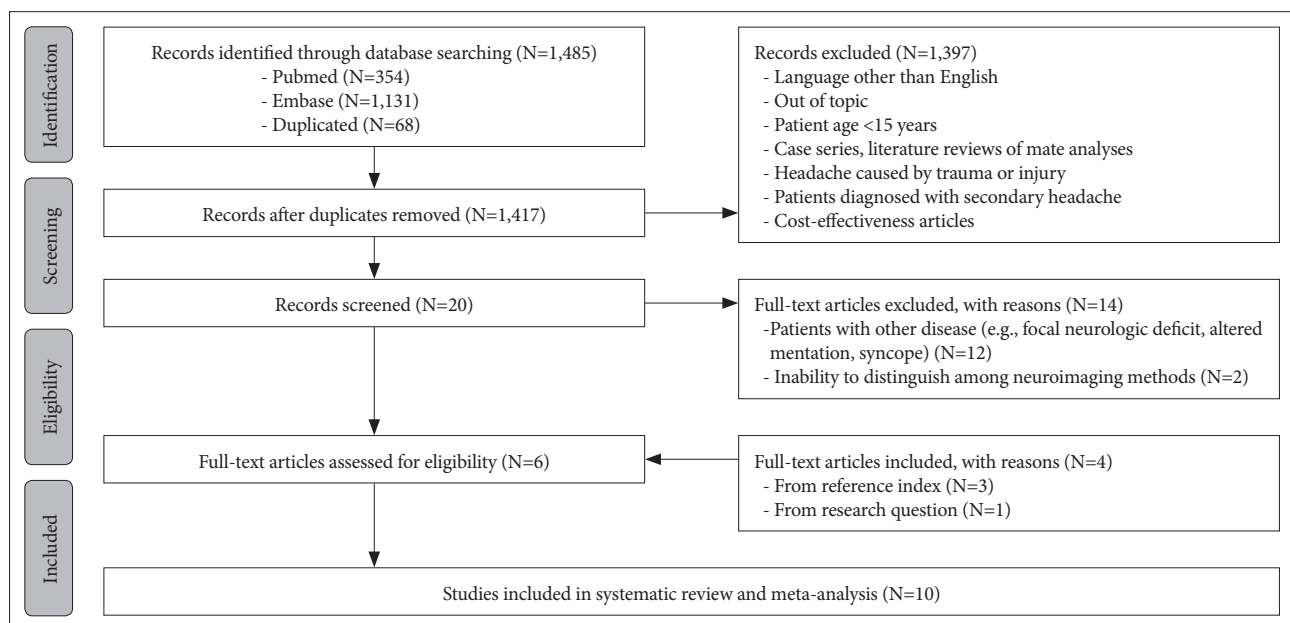 Identification
Records identified through database searching (N=1,485)
- Pubmed (N=354)
- Embase (N=1,131)
- Duplicated (N=68)
Records excluded (N=1,397)
- Language other than English
- Out of topic
- Patient age <15 years
- Case series, literature reviews of mate analyses
- Headache caused by trauma or injury
- Patients diagnosed with secondary headache
- Cost-effectiveness articles
Screening
Records after duplicates removed (N=1,417)
Records screened (N=20)
Full-text articles excluded, with reasons (N=14)
-Patients with other disease (e.g., focal neurologic deficit, altered
mentation, syncope) (N=12)
- Inability to distinguish among neuroimaging methods (N=2)
Eligibility
Full-text articles assessed for eligibility (N=6)
Full-text articles included, with reasons (N=4)
- From reference index (N=3)
- From research question (N=1)
Included
Studies included in systematic review and meta-analysis (N=10)